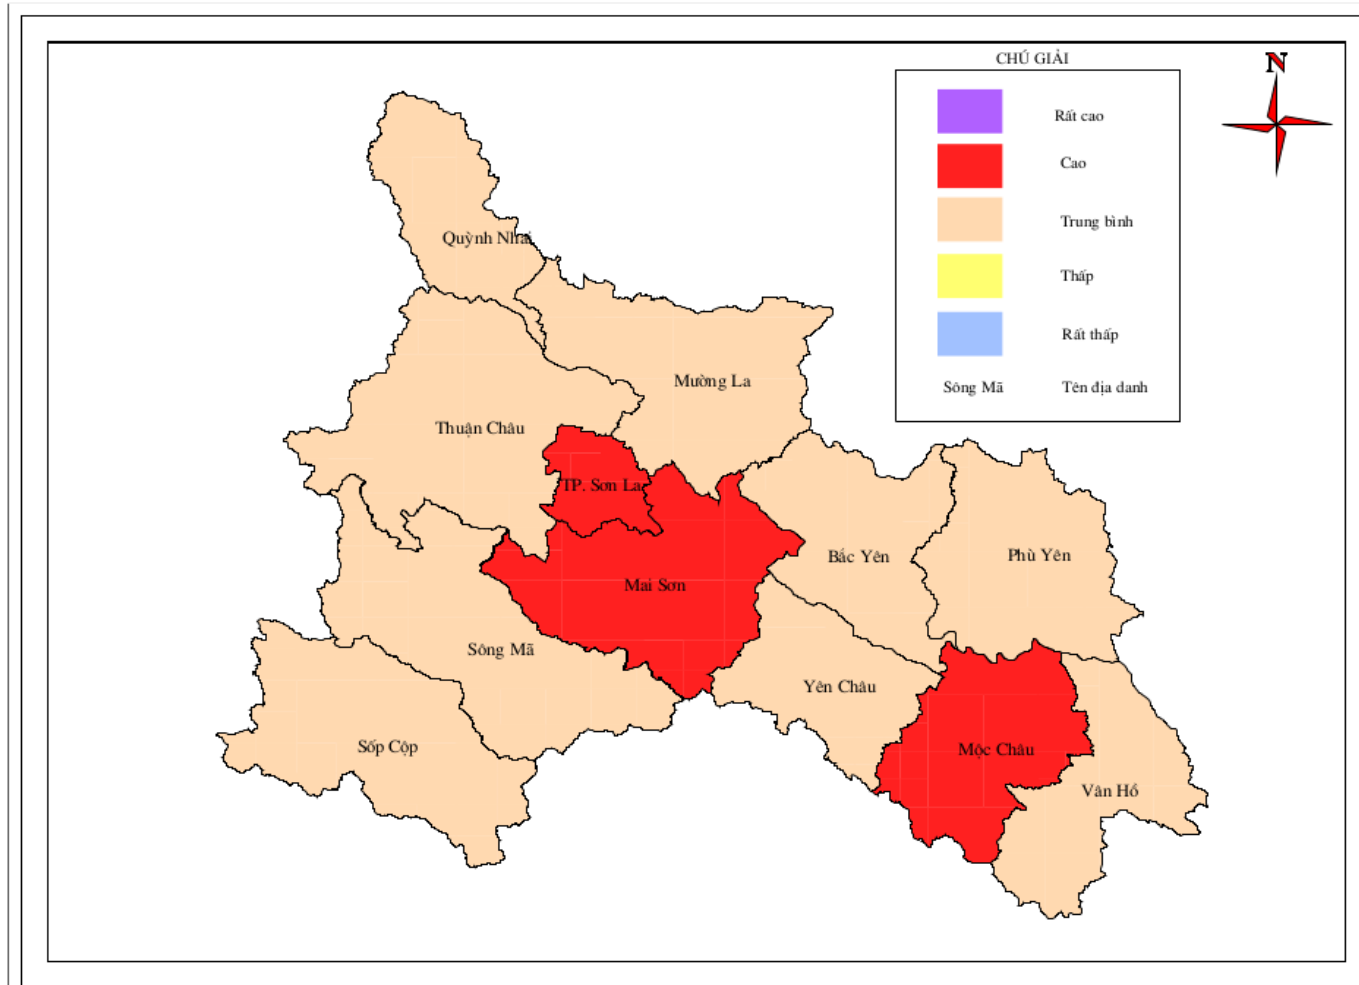 CHÚ GIẢI
N
Rất cao
Cao
Trung bình
Thấp
Rất thấp
Sông Mã Tên địa danh
Quỳnh Nhai
Mường La
Thuận Châu
TP. Sơn La
Bắc Yên
Phù Yên
Mai Sơn
Sông Mã
Yên Châu
Sốp Cộp
Mộc Châu
Vân Hồ